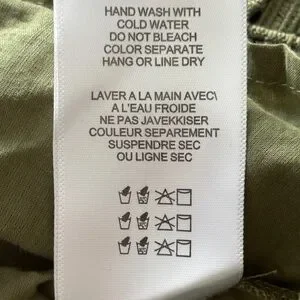 HAND WASH WITH
COLD WATER
DO NOT BLEACH
COLOR SEPARATE
HANG OR LINE DRY
LAVER A LA MAIN AVEC\
A L'EAU FROIDE
NE PAS JAVEKKISER
COULEUR SEPAREMENT
SUSPENDRE SEC
OU LIGNE SEC